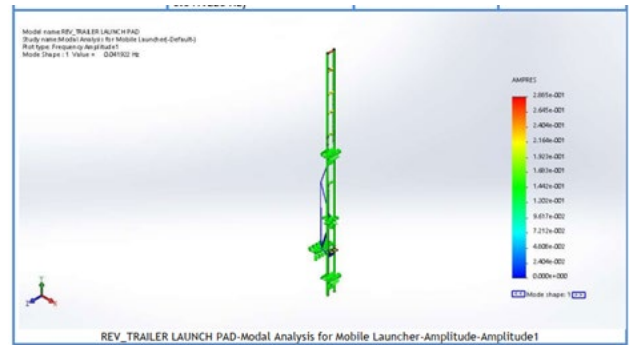 Model name:REV_TRAILER LAUNCH PAD
Study name:Modal Analysis for Mobile Launcher(-Default-)
Plot type: Frequency Amplitude1
Mode Shape : 1 Value = 0.041922 Hz
AMPRES
2.885e-001
2.645e-001
2.404e-001
2.164e-001
1.923e-001
1.683e-001
1.442e-001
1.202e-001
9.617e-002
7.212e-002
4.808e-002
2.404e-002
0.000e+000
Mode shape: 1
Y
Z
X
REV_TRAILER LAUNCH PAD-Modal Analysis for Mobile Launcher-Amplitude-Amplitude1